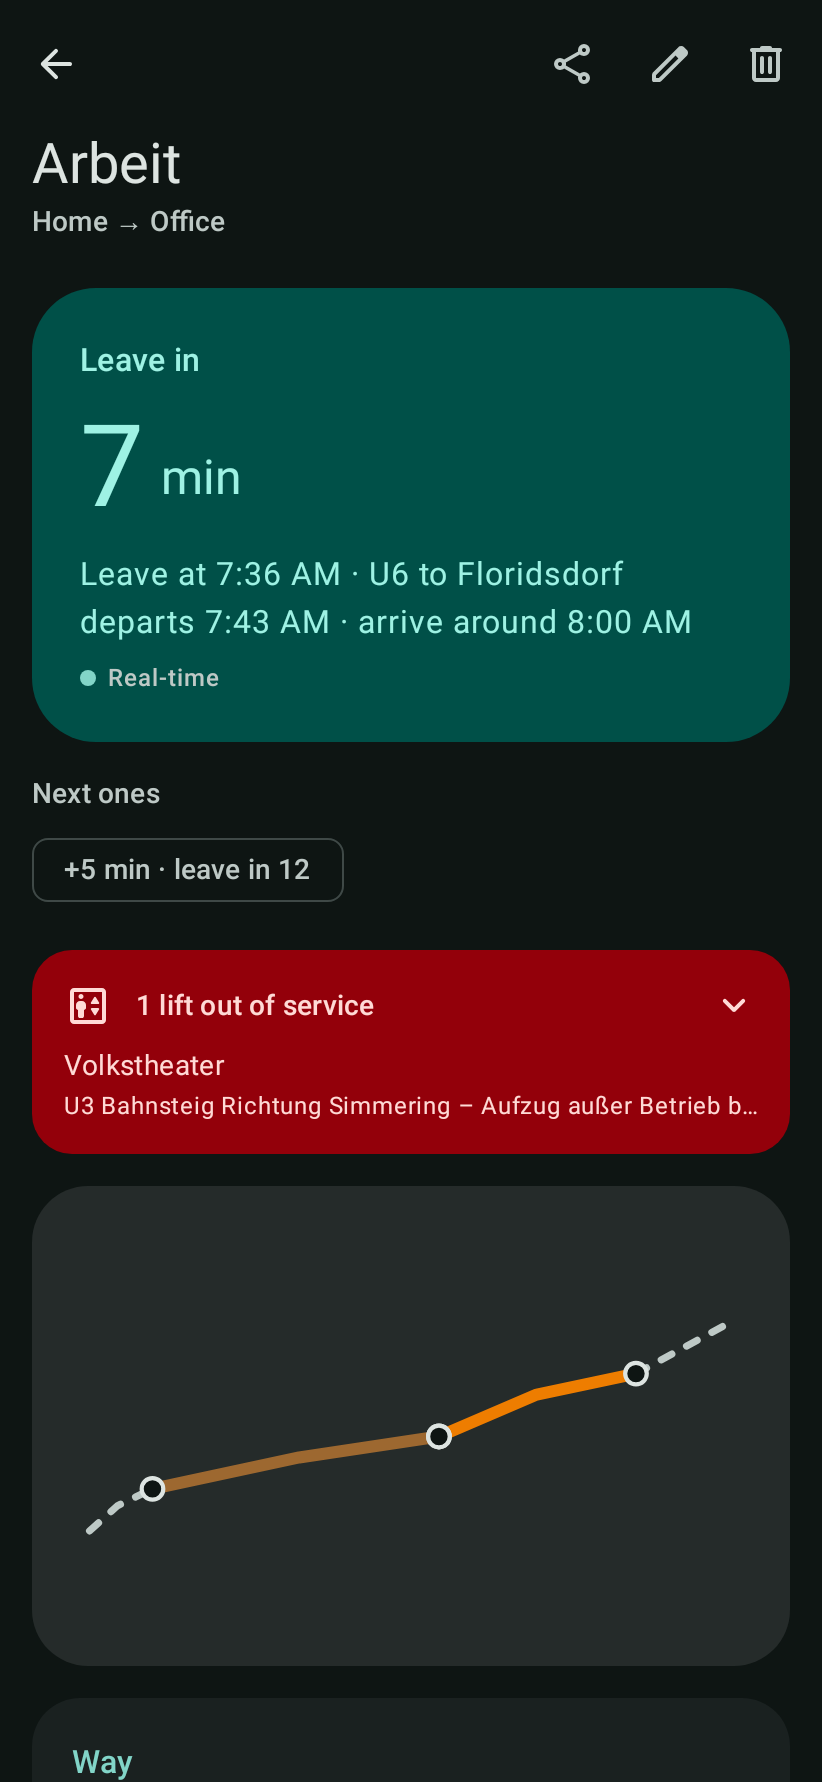 Arbeit
Home → Office
Leave in
7 min
Leave at 7:36 AM · U6 to Floridsdorf
departs 7:43 AM · arrive around 8:00 AM
Real-time
Next ones
+5 min · leave in 12
1 lift out of service
Volkstheater
U3 Bahnsteig Richtung Simmering – Aufzug außer Betrieb b…
Way